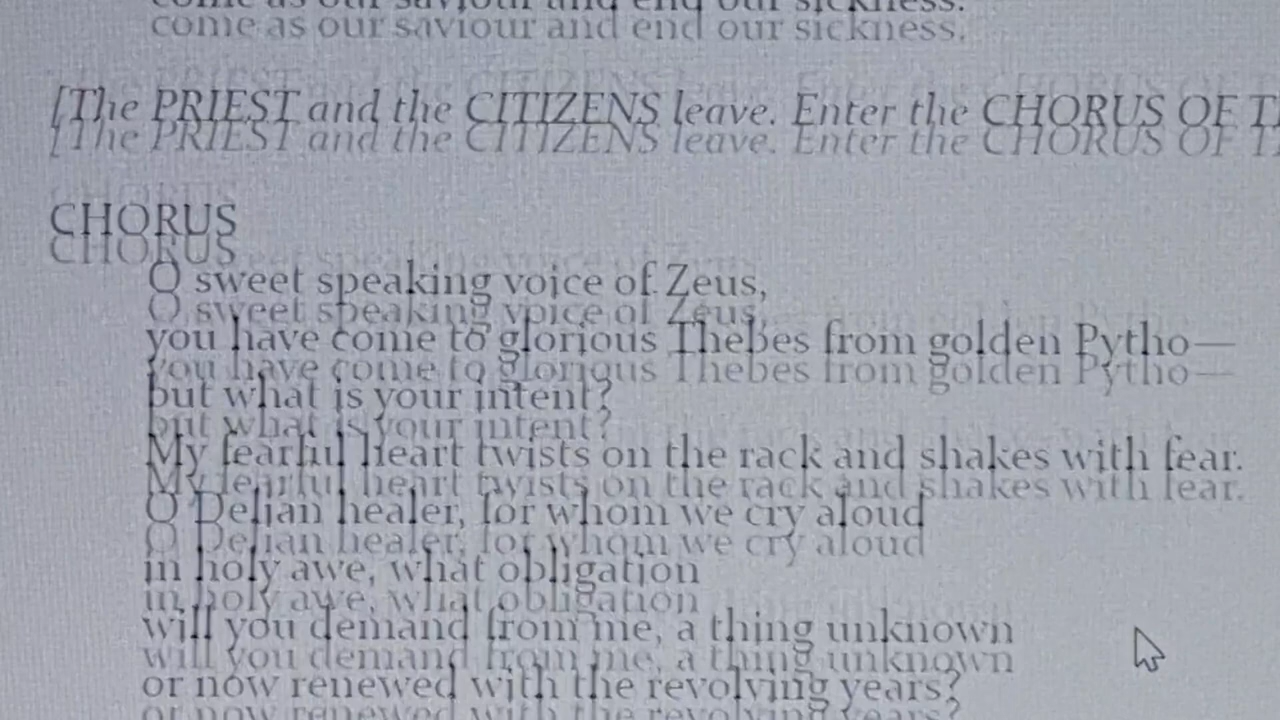 come as our saviour and end our sickness.
[The PRIEST and the CITIZENS leave. Enter the CHORUS OF
CHORUS
O sweet speaking voice of Zeus,
you have come to glorious Thebes from golden Pytho—
but what is your intent?
My fearful heart twists on the rack and shakes with fear.
O Delian healer, for whom we cry aloud
in holy awe, what obligation
will you demand from me, a thing unknown
or now renewed with the revolving years?